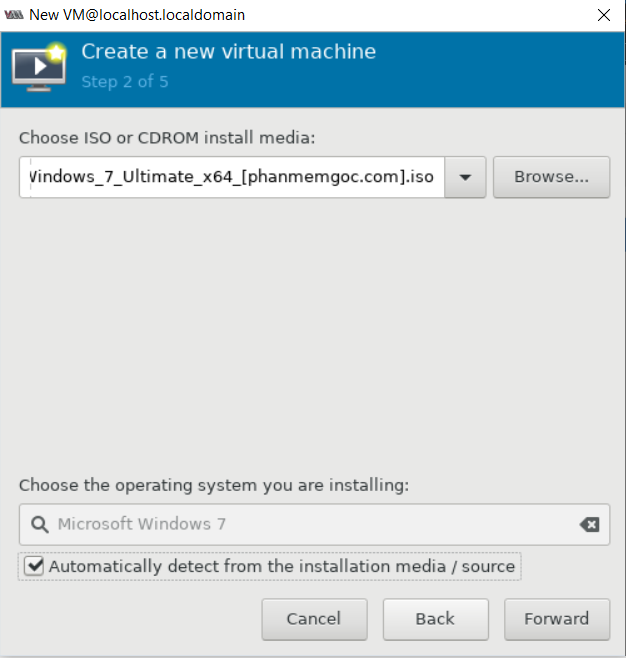 New VM@localhost.localdomain
Create a new virtual machine
Step 2 of 5
Choose ISO or CDROM install media:
Windows_7_Ultimate_x64_[phanmemgoc.com].iso
Browse...
Choose the operating system you are installing:
Microsoft Windows 7
Automatically detect from the installation media / source
Cancel
Back
Forward